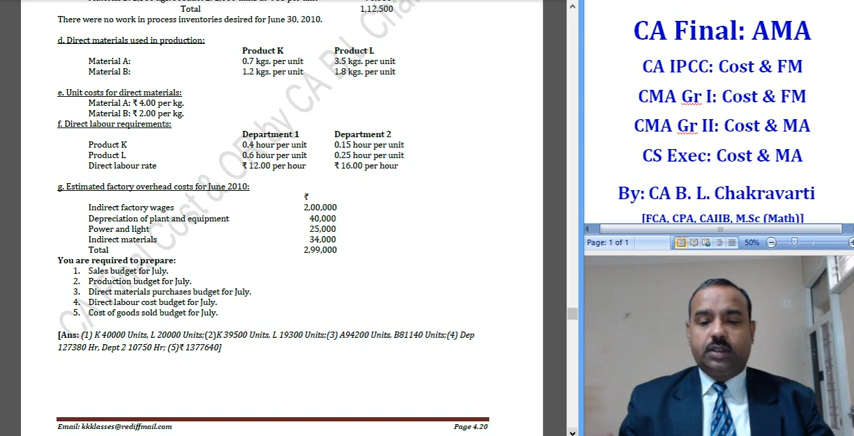 Total 1,12,500
There were no work in process inventories desired for June 30, 2010.
d. Direct materials used in production:
Product K Product L
Material A: 0.7 kgs. per unit 3.5 kgs. per unit
Material B: 1.2 kgs. per unit 1.8 kgs. per unit
e. Unit costs for direct materials:
Material A: ₹ 4.00 per kg.
Material B: ₹ 2.00 per kg.
f. Direct labour requirements:
Department 1 Department 2
Product K 0.4 hour per unit 0.15 hour per unit
Product L 0.6 hour per unit 0.25 hour per unit
Direct labour rate ₹ 12.00 per hour ₹ 16.00 per hour
g. Estimated factory overhead costs for June 2010:
₹
Indirect factory wages 2,00,000
Depreciation of plant and equipment 40,000
Power and light 25,000
Indirect materials 34,000
Total 2,99,000
You are required to prepare:
1. Sales budget for July.
2. Production budget for July.
3. Direct materials purchases budget for July.
4. Direct labour cost budget for July.
5. Cost of goods sold budget for July.
[Ans: (1) K 40000 Units, L 20000 Units;(2)K 39500 Units, L 19300 Units;(3) A94200 Units, B81140 Units;(4) Dep
127380 Hr, Dept 2 10750 Hr; (5)₹ 1377640]
Email: kkklasses@rediffmail.com Page 4.20
CA Final: AMA
CA IPCC: Cost & FM
CMA Gr I: Cost & FM
CMA Gr II: Cost & MA
CS Exec: Cost & MA
By: CA B. L. Chakravarti
[FCA, CPA, CAIIB, M.Sc (Math)]
Page: 1 of 1 50%